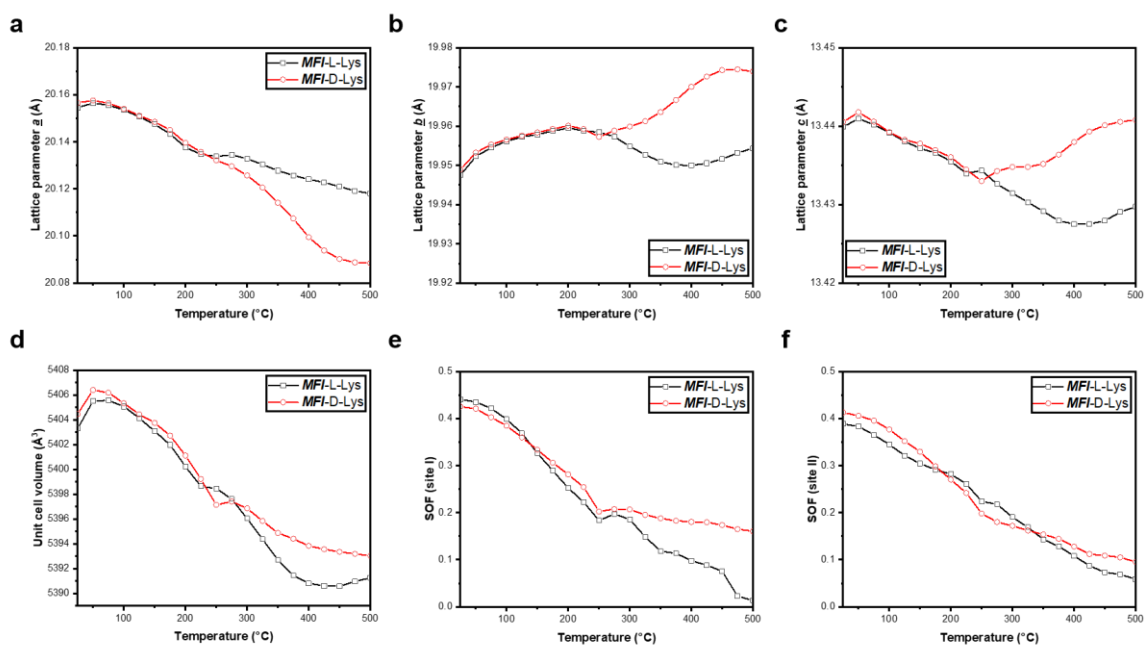 a
20.18
20.16
20.14
20.12
20.10
20.08
Lattice parameter a (Å)
MFI-L-Lys
MFI-D-Lys
100 200 300 400 500
Temperature (°C)
b
19.98
19.97
19.96
19.95
19.94
19.93
19.92
Lattice parameter b (Å)
MFI-L-Lys
MFI-D-Lys
100 200 300 400 500
Temperature (°C)
c
13.45
13.44
13.43
13.42
Lattice parameter c (Å)
MFI-L-Lys
MFI-D-Lys
100 200 300 400 500
Temperature (°C)
d
5408
5406
5404
5402
5400
5398
5396
5394
5392
5390
Unit cell volume (Å³)
MFI-L-Lys
MFI-D-Lys
100 200 300 400 500
Temperature (°C)
e
0.5
0.4
0.3
0.2
0.1
0.0
SOF (site I)
MFI-L-Lys
MFI-D-Lys
100 200 300 400 500
Temperature (°C)
f
0.5
0.4
0.3
0.2
0.1
0.0
SOF (site II)
MFI-L-Lys
MFI-D-Lys
100 200 300 400 500
Temperature (°C)